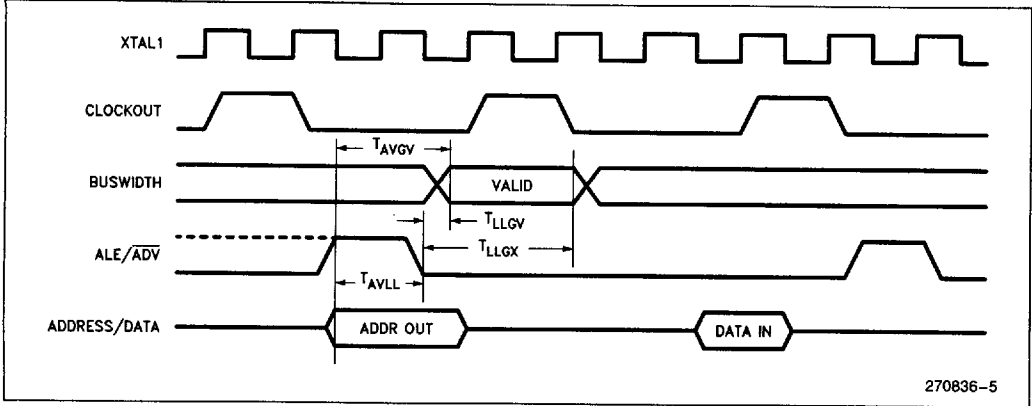 XTAL1
CLOCKOUT
TAVGV
BUSWIDTH
VALID
TLLGV
TLLGX
ALE/ADV
TAVLL
ADDRESS/DATA
ADDR OUT
DATA IN
270836-5